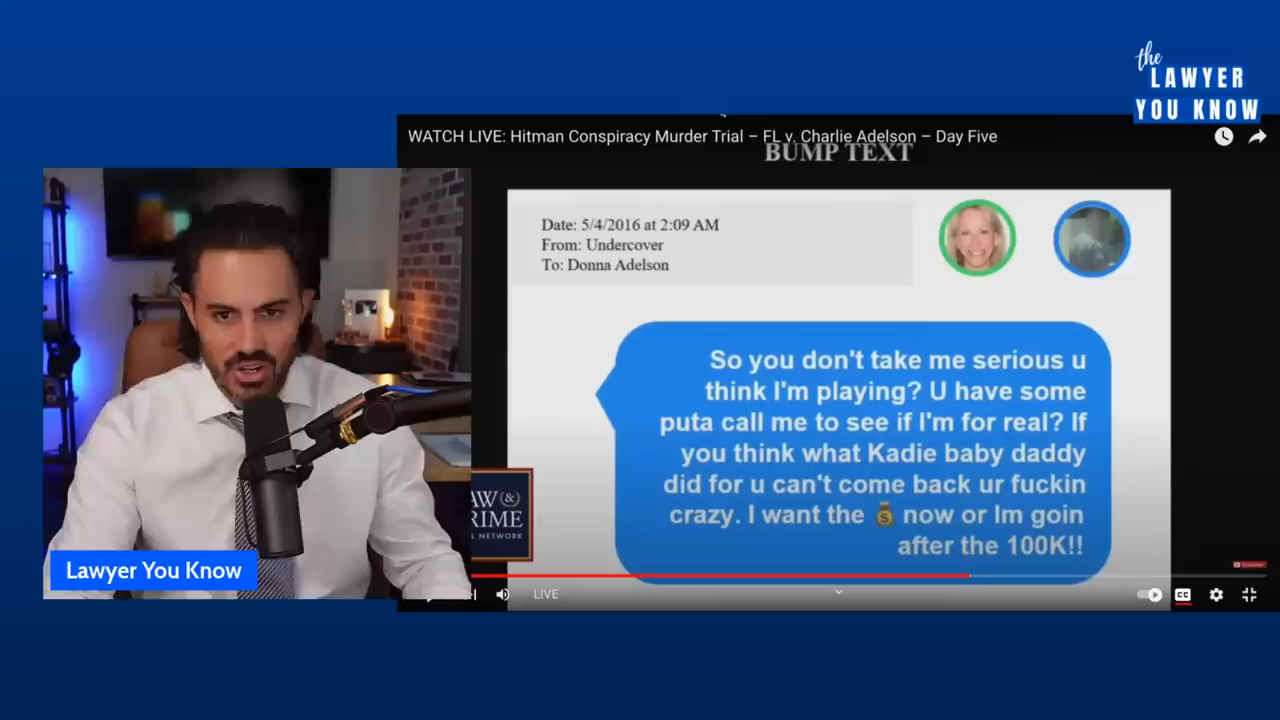 the
LAWYER
YOU KNOW
WATCH LIVE: Hitman Conspiracy Murder Trial – FL v. Charlie Adelson – Day Five
BUMP TEXT
Date: 5/4/2016 at 2:09 AM
From: Undercover
To: Donna Adelson
So you don't take me serious u
think I'm playing? U have some
puta call me to see if I'm for real? If
you think what Kadie baby daddy
did for u can't come back ur fuckin
crazy. I want the 💰 now or Im goin
after the 100K!!
AW &
RIME
NETWORK
Lawyer You Know
LIVE
CC